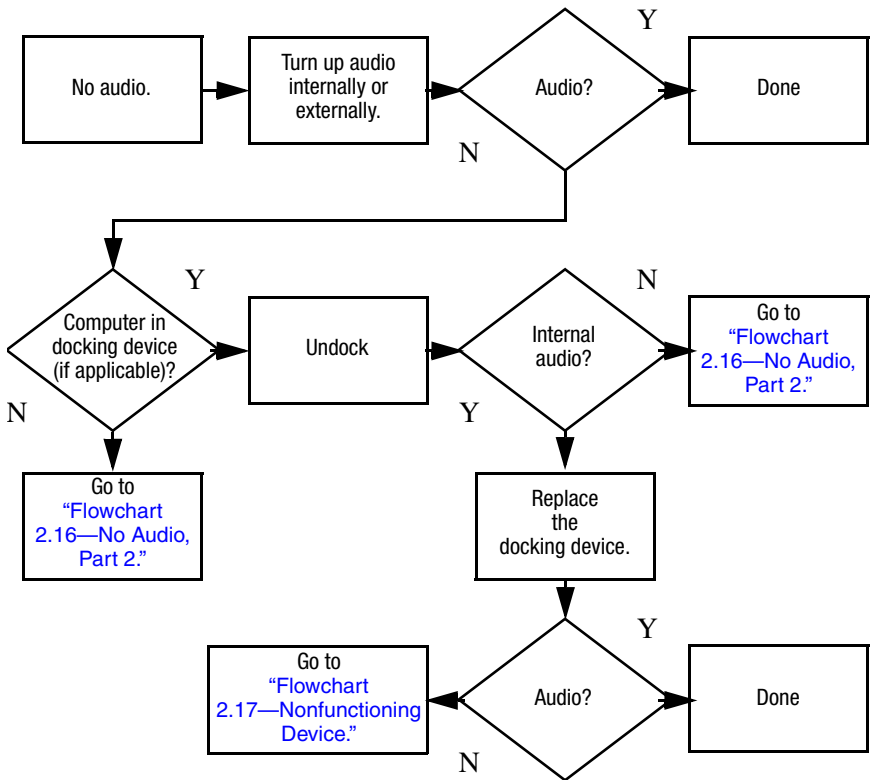 No audio.
Turn up audio
internally or
externally.
Audio?
Y
N
Done
Computer in
docking device
(if applicable)?
Y
N
Undock
Internal
audio?
N
Y
Go to
“Flowchart
2.16—No Audio,
Part 2.”
Go to
“Flowchart
2.16—No Audio,
Part 2.”
Replace
the
docking device.
Audio?
Y
N
Done
Go to
“Flowchart
2.17—Nonfunctioning
Device.”